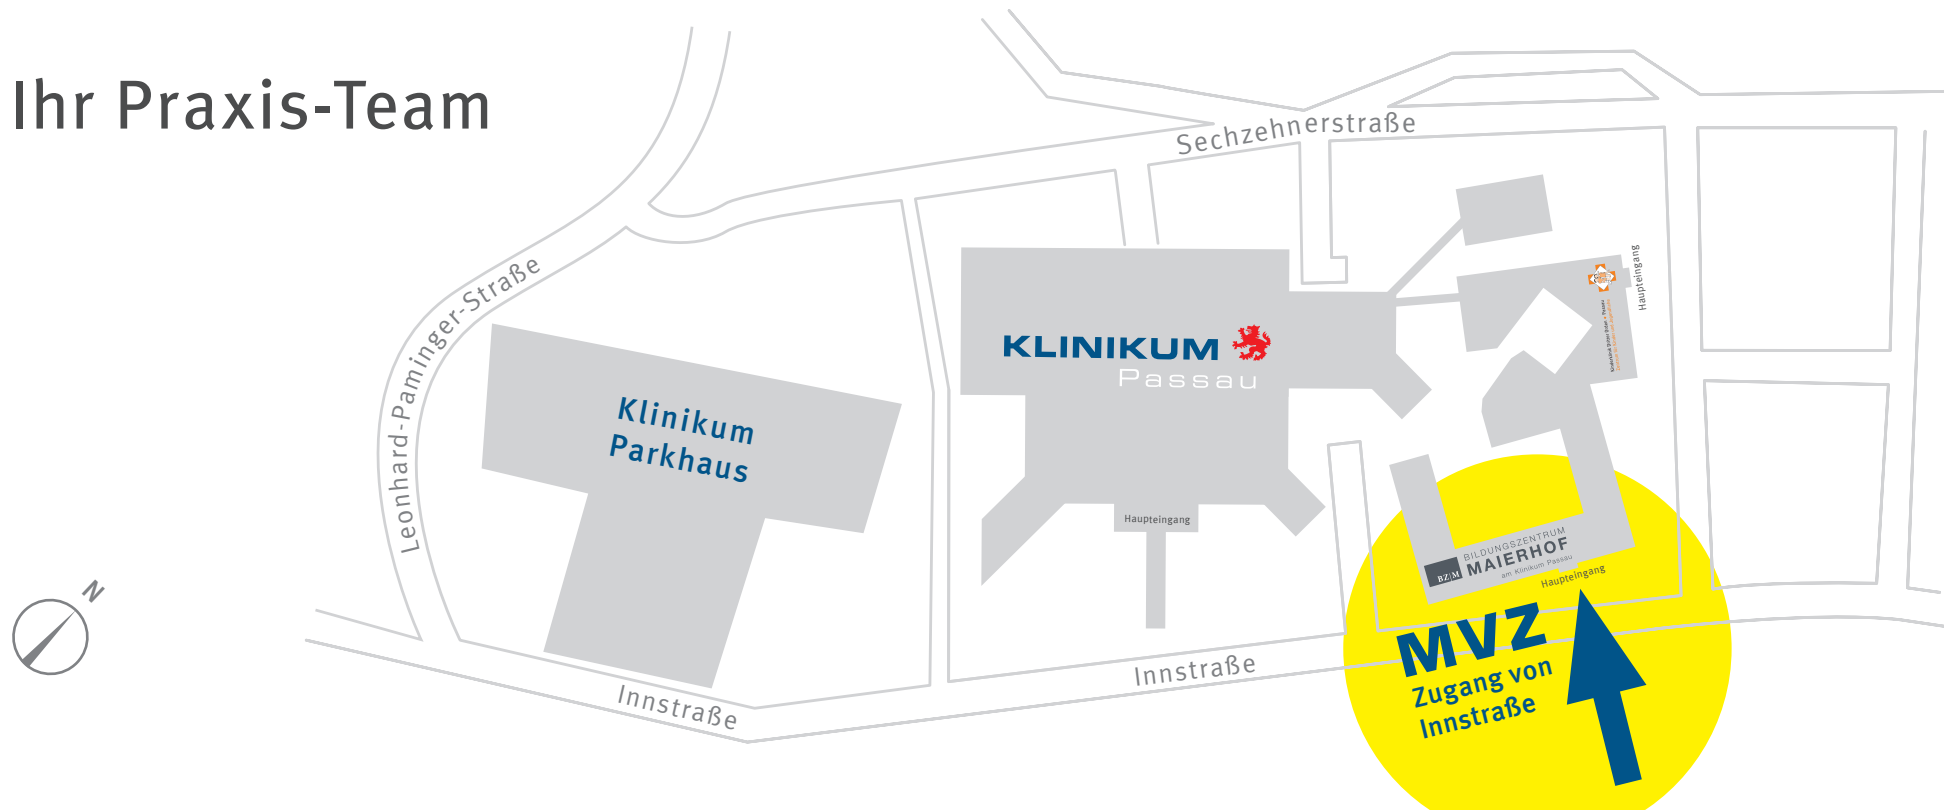 Ihr Praxis-Team
Sechzehnerstraße
Leonhard-Paminger-Straße
Haupteingang
KLINIKUM
Passau
Klinikum
Parkhaus
Haupteingang
BILDUNGSZENTRUM
BZ|M MAIERHOF
am Klinikum Passau
Haupteingang
N
MVZ
Zugang von
Innstraße
Innstraße
Innstraße